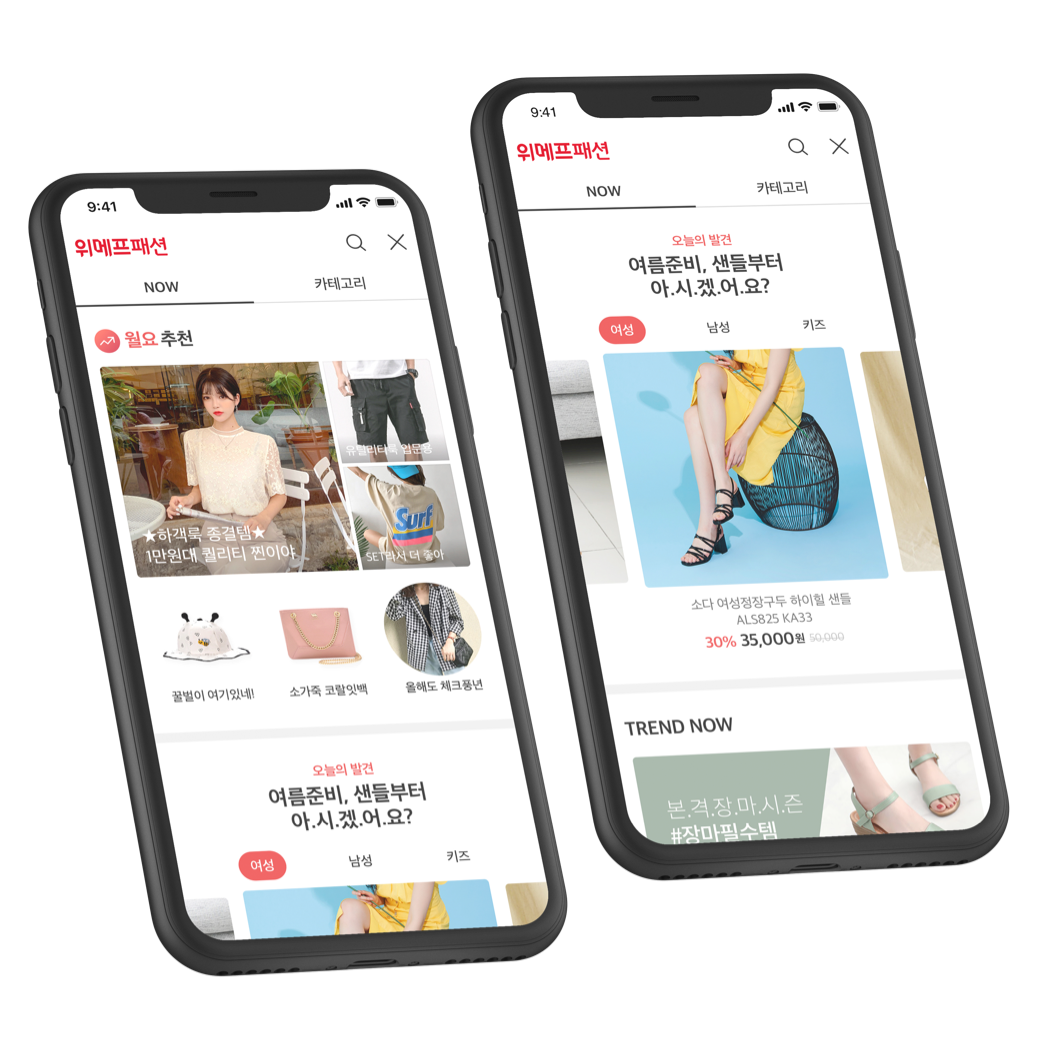 9:41
위메프패션
NOW
카테고리
월요 추천
★하객룩 종결템★
1만원대 퀄리티 찐이야
유틸리티룩 입문용
Surf
SET라서 더 좋아
꿀벌이 여기있네!
소가죽 코랄잇백
올해도 체크풍년
오늘의 발견
여름준비, 샌들부터
아.시.겠.어.요?
여성
남성
키즈
9:41
위메프패션
NOW
카테고리
오늘의 발견
여름준비, 샌들부터
아.시.겠.어.요?
여성
남성
키즈
소다 여성정장구두 하이힐 샌들
ALS825 KA33
30% 35,000원 50,000
TREND NOW
본.격.장.마.시.즌
#장마필수템